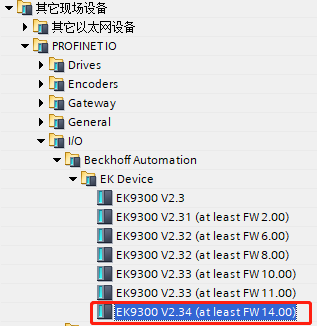 其它现场设备
其它以太网设备
PROFINET IO
Drives
Encoders
Gateway
General
I/O
Beckhoff Automation
EK Device
EK9300 V2.3
EK9300 V2.31 (at least FW 2.00)
EK9300 V2.32 (at least FW 6.00)
EK9300 V2.32 (at least FW 8.00)
EK9300 V2.33 (at least FW 10.00)
EK9300 V2.33 (at least FW 11.00)
EK9300 V2.34 (at least FW 14.00)